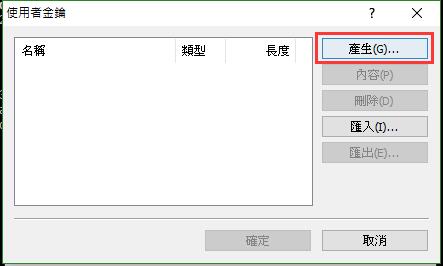 使用者金鑰
名稱 類型 長度
產生(G)...
內容(P)
刪除(D)
匯入(I)...
匯出(E)...
確定 取消